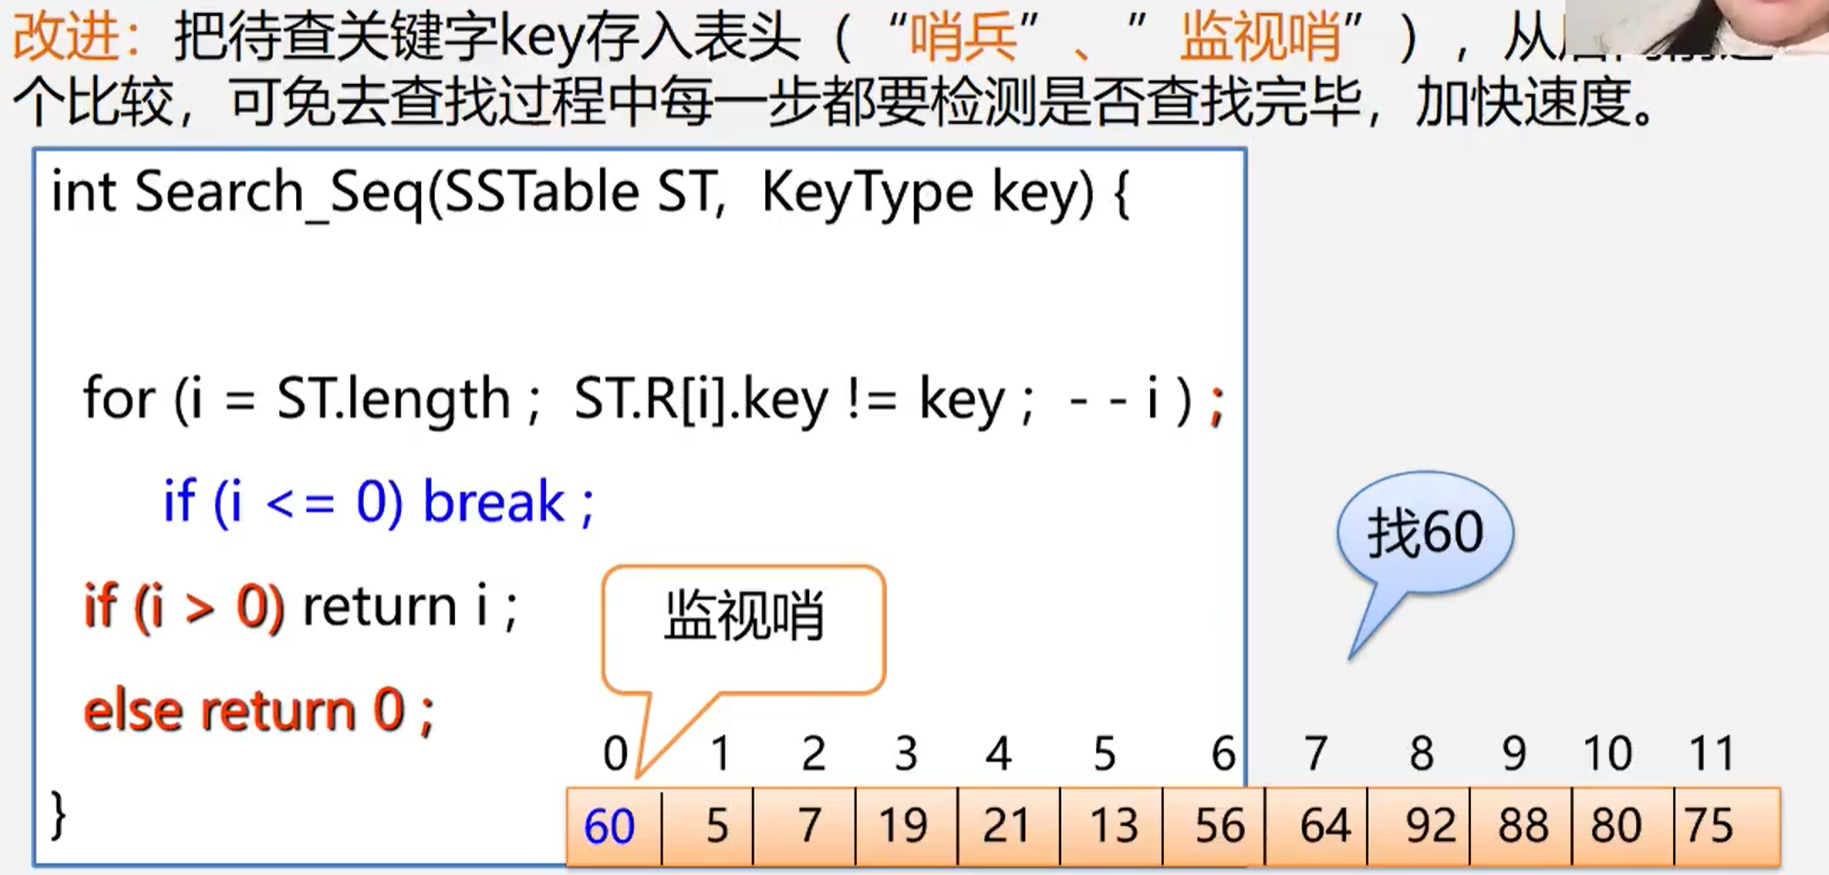 改进：把待查关键字key存入表头（“哨兵”、”监视哨”），从
个比较，可免去查找过程中每一步都要检测是否查找完毕，加快速度。
int Search_Seq(SSTable ST, KeyType key) {
for (i = ST.length ; ST.R[i].key != key ; - - i ) ;
if (i <= 0) break ;
if (i > 0) return i ;
else return 0 ;
}
监视哨
找60
0 1 2 3 4 5 6 7 8 9 10 11
60 5 7 19 21 13 56 64 92 88 80 75